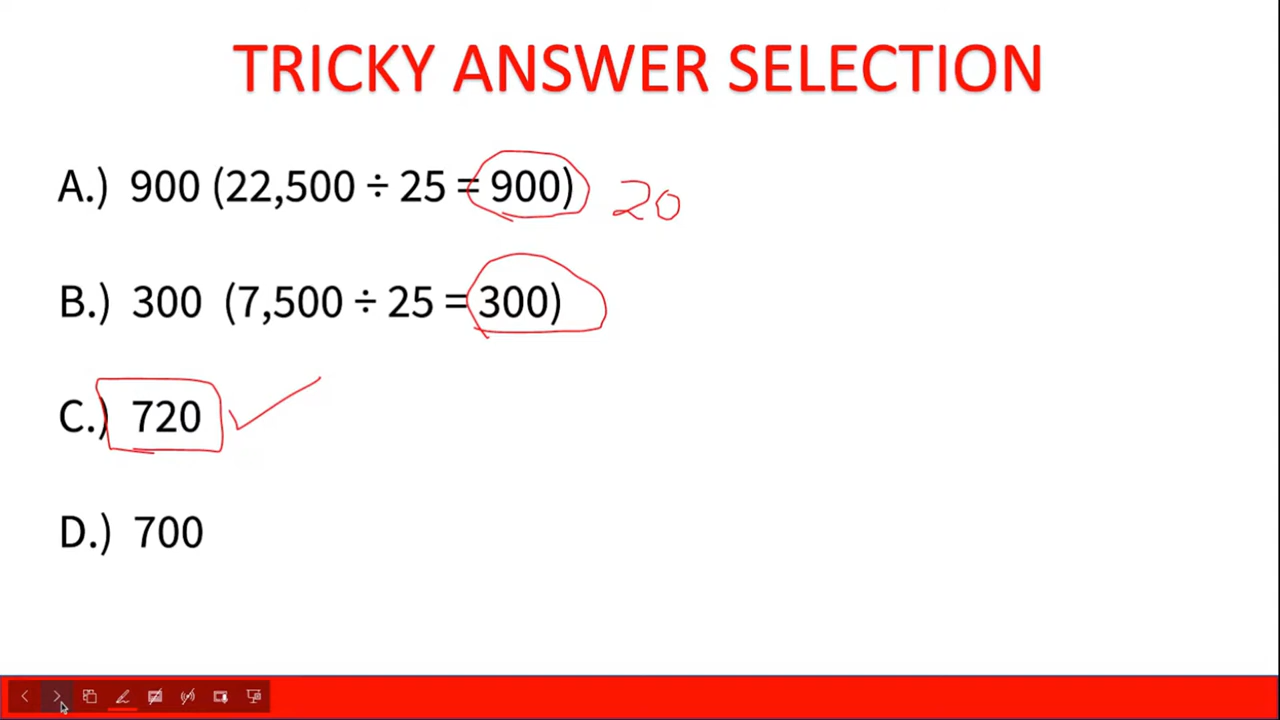 TRICKY ANSWER SELECTION
A.) 900 (22,500 ÷ 25 = 900) 20
B.) 300 (7,500 ÷ 25 = 300)
C.) 720
D.) 700